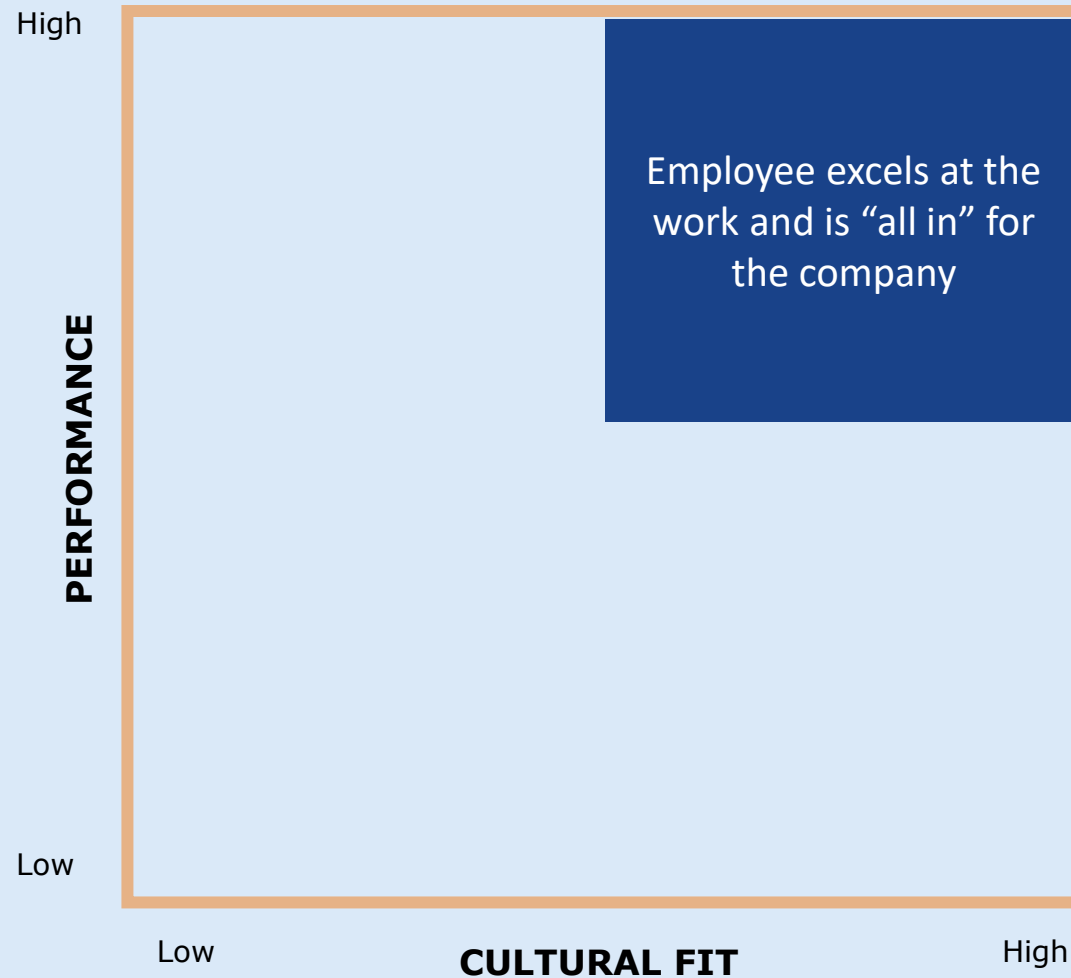 High
Employee excels at the
work and is “all in” for
the company
PERFORMANCE
Low
Low
CULTURAL FIT
High